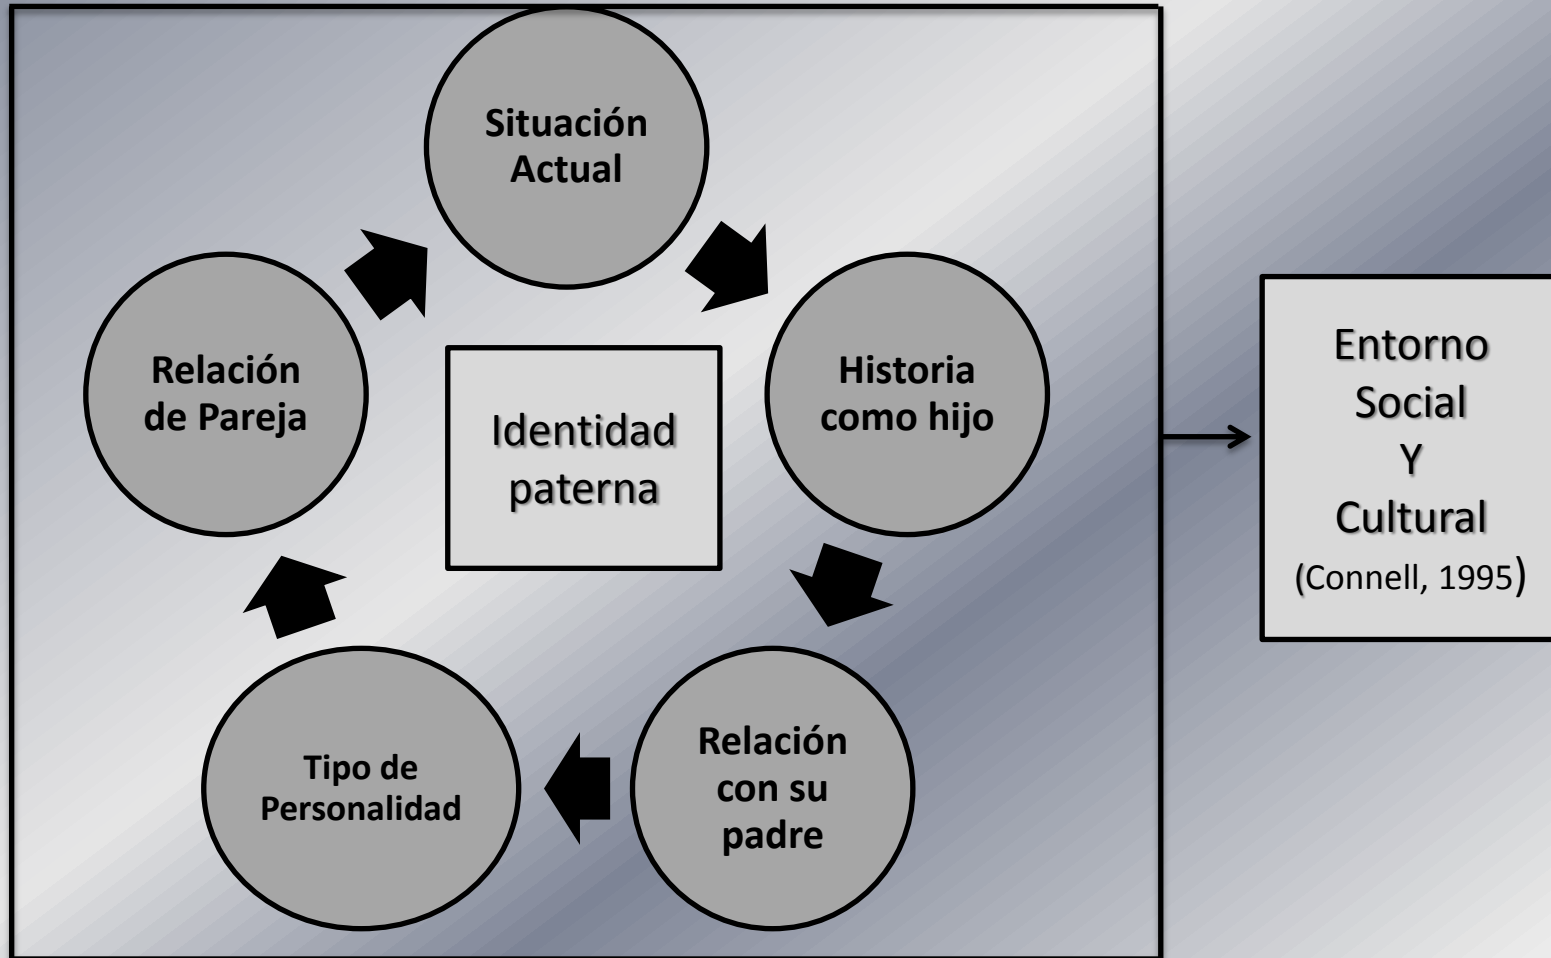 Situación
Actual
Historia
como hijo
Relación
con su
padre
Tipo de
Personalidad
Relación
de Pareja
Identidad
paterna
Entorno
Social
Y
Cultural
(Connell, 1995)